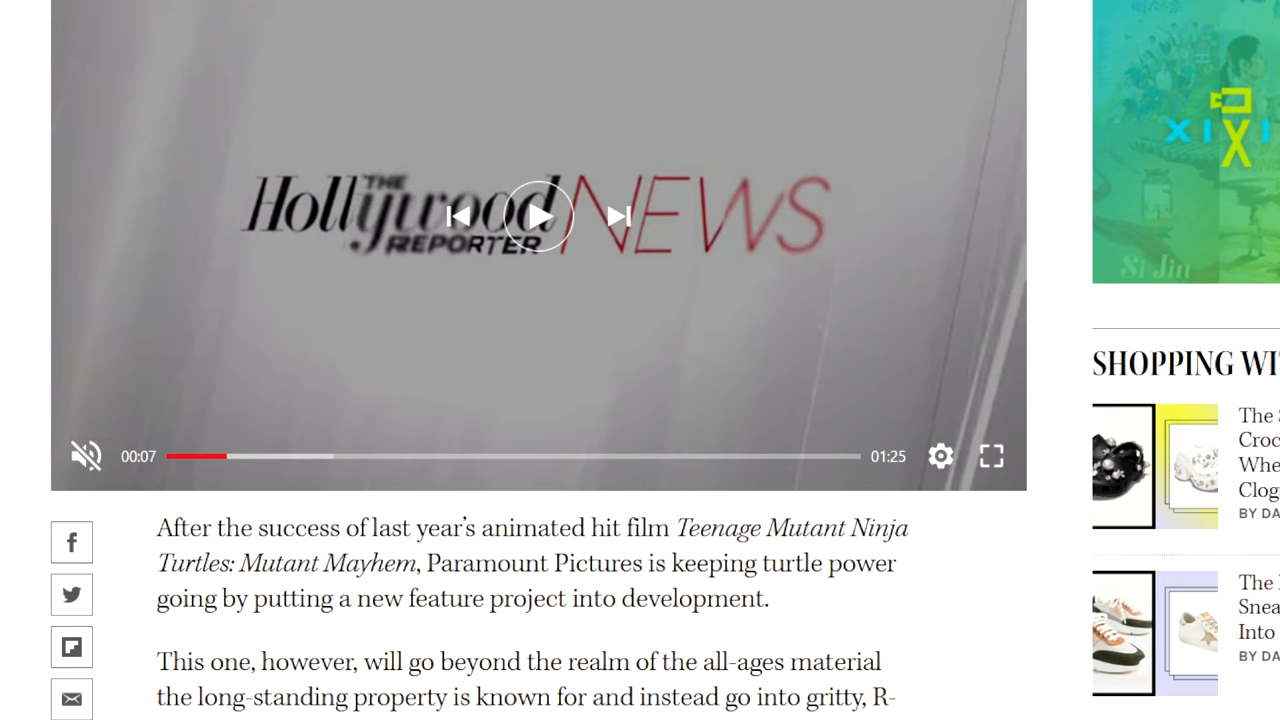 THE
Hollywood NEWS
REPORTER
00:07
01:25
After the success of last year's animated hit film Teenage Mutant Ninja
Turtles: Mutant Mayhem, Paramount Pictures is keeping turtle power
going by putting a new feature project into development.
This one, however, will go beyond the realm of the all-ages material
the long-standing property is known for and instead go into gritty, R-
XIXI
Si Jin
SHOPPING WI
The S
Croc
Whe
Clog
BY DA
The
Snea
Into
BY DA